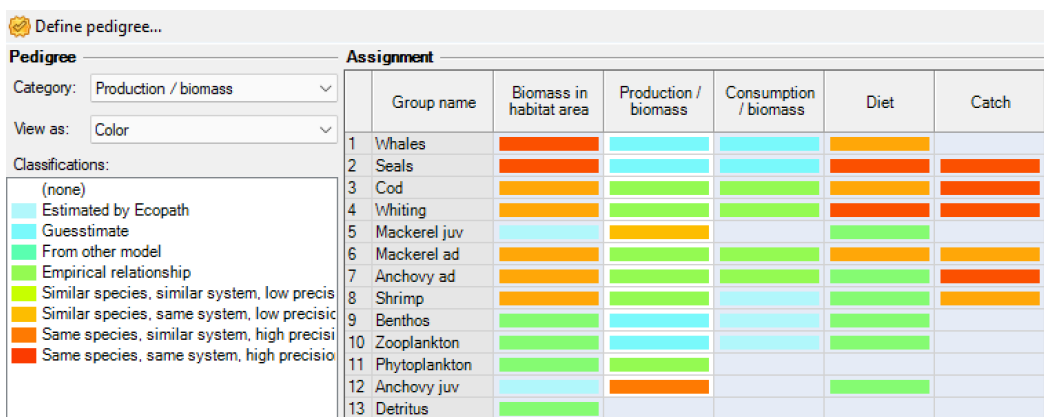 Define pedigree...
Pedigree
Category: Production / biomass
View as: Color
Classifications:
(none)
Estimated by Ecopath
Guesstimate
From other model
Empirical relationship
Similar species, similar system, low precis
Similar species, same system, low precisic
Same species, similar system, high precisi
Same species, same system, high precisio
Assignment
Group name Biomass in habitat area Production / biomass Consumption / biomass Diet Catch
1 Whales
2 Seals
3 Cod
4 Whiting
5 Mackerel juv
6 Mackerel ad
7 Anchovy ad
8 Shrimp
9 Benthos
10 Zooplankton
11 Phytoplankton
12 Anchovy juv
13 Detritus